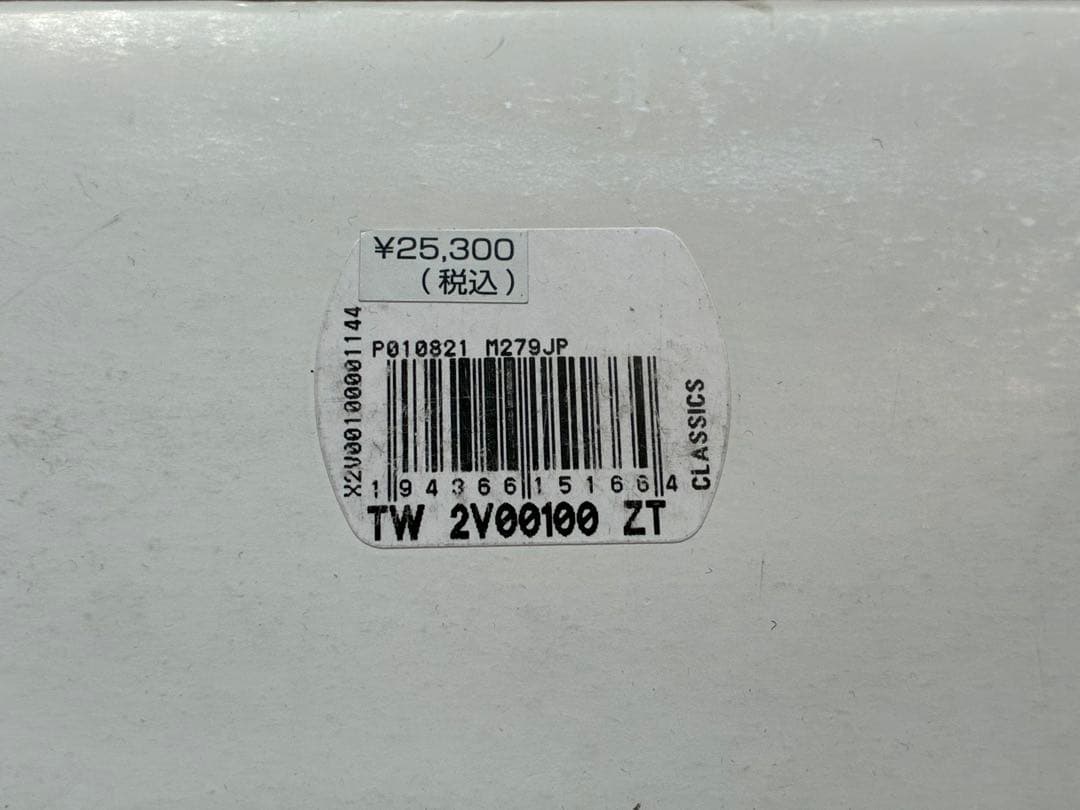 ¥25,300
(税込)
X2V00100001144
P010821 M279JP
CLASSICS
1 94366 15166 4
TW 2V00100 ZT